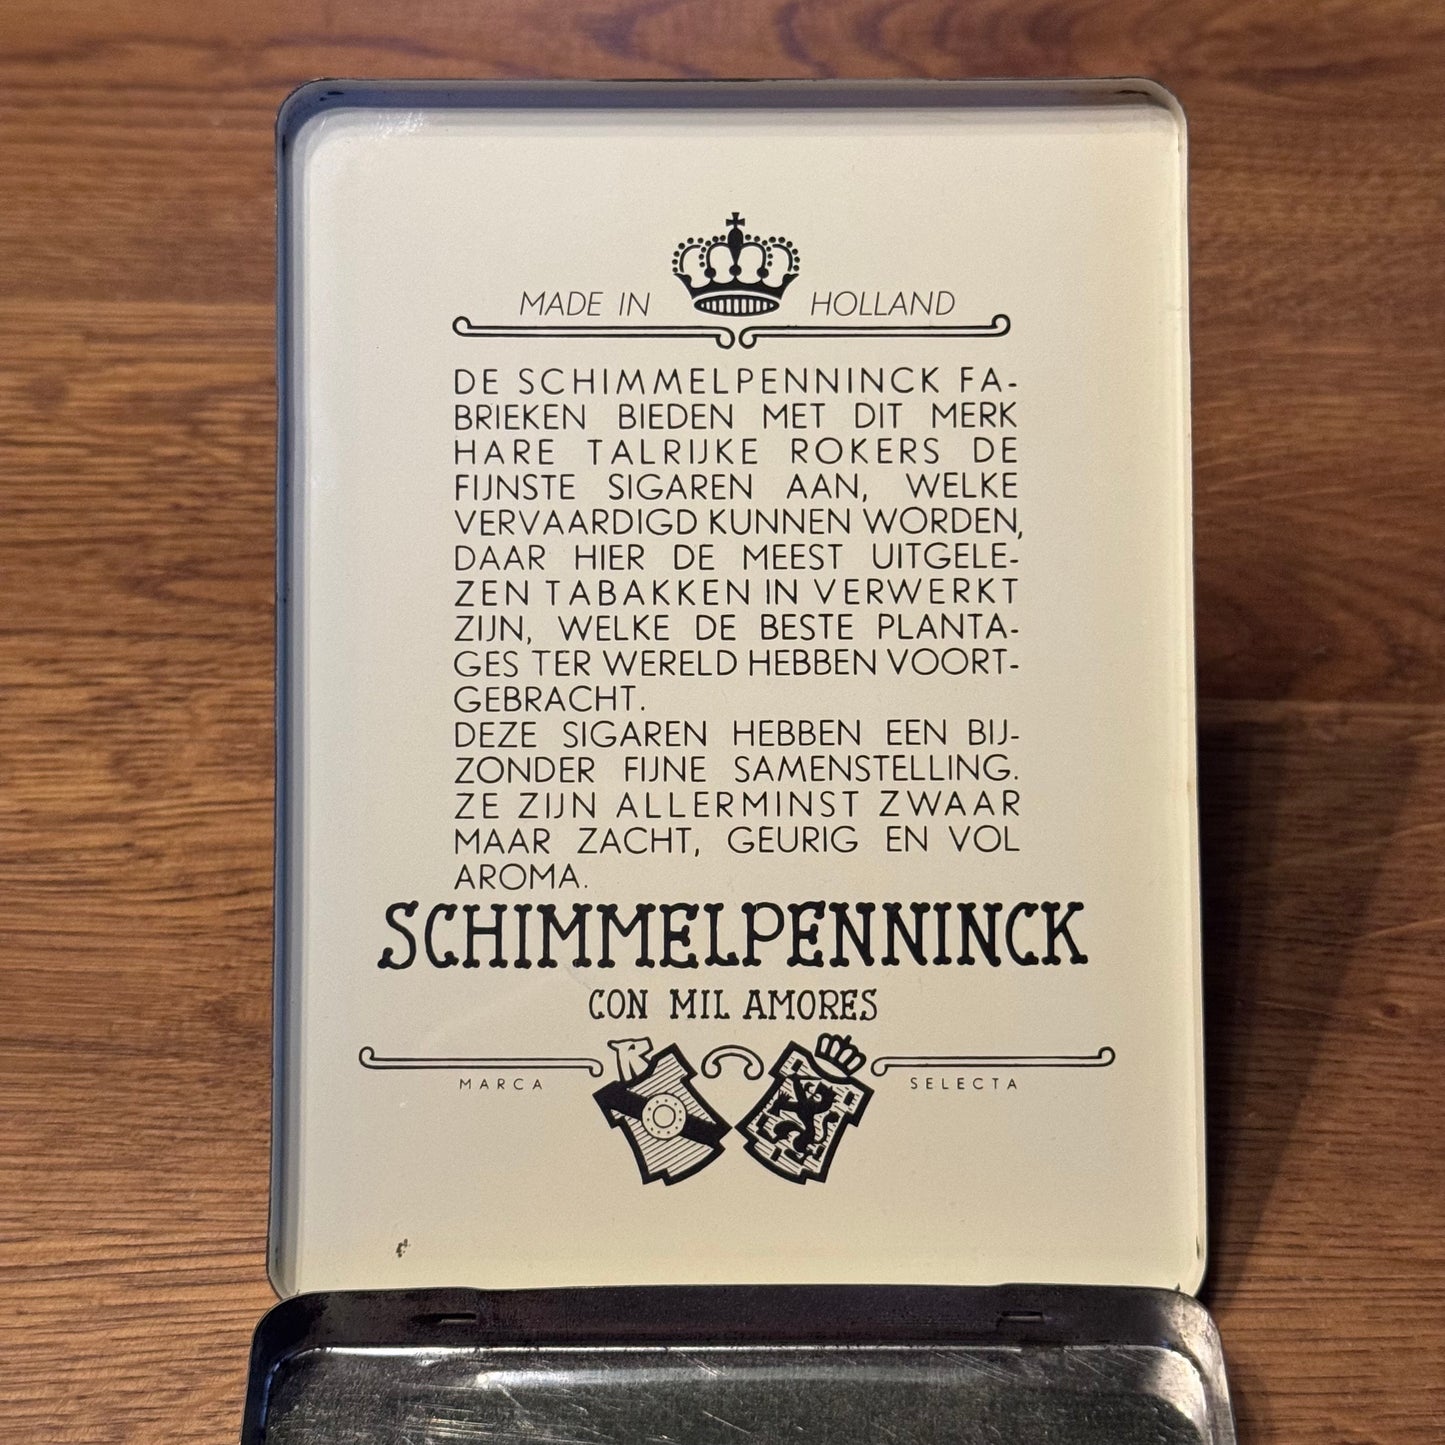 MADE IN HOLLAND
DE SCHIMMELPENNINCK FA-
BRIEKEN BIEDEN MET DIT MERK
HARE TALRIJKE ROKERS DE
FIJNSTE SIGAREN AAN, WELKE
VERVAARDIGD KUNNEN WORDEN,
DAAR HIER DE MEEST UITGELE-
ZEN TABAKKEN IN VERWERKT
ZIJN, WELKE DE BESTE PLANTA-
GES TER WERELD HEBBEN VOORT-
GEBRACHT.
DEZE SIGAREN HEBBEN EEN BIJ-
ZONDER FIJNE SAMENSTELLING.
ZE ZIJN ALLERMINST ZWAAR
MAAR ZACHT, GEURIG EN VOL
AROMA.
SCHIMMELPENNINCK
CON MIL AMORES
MARCA SELECTA